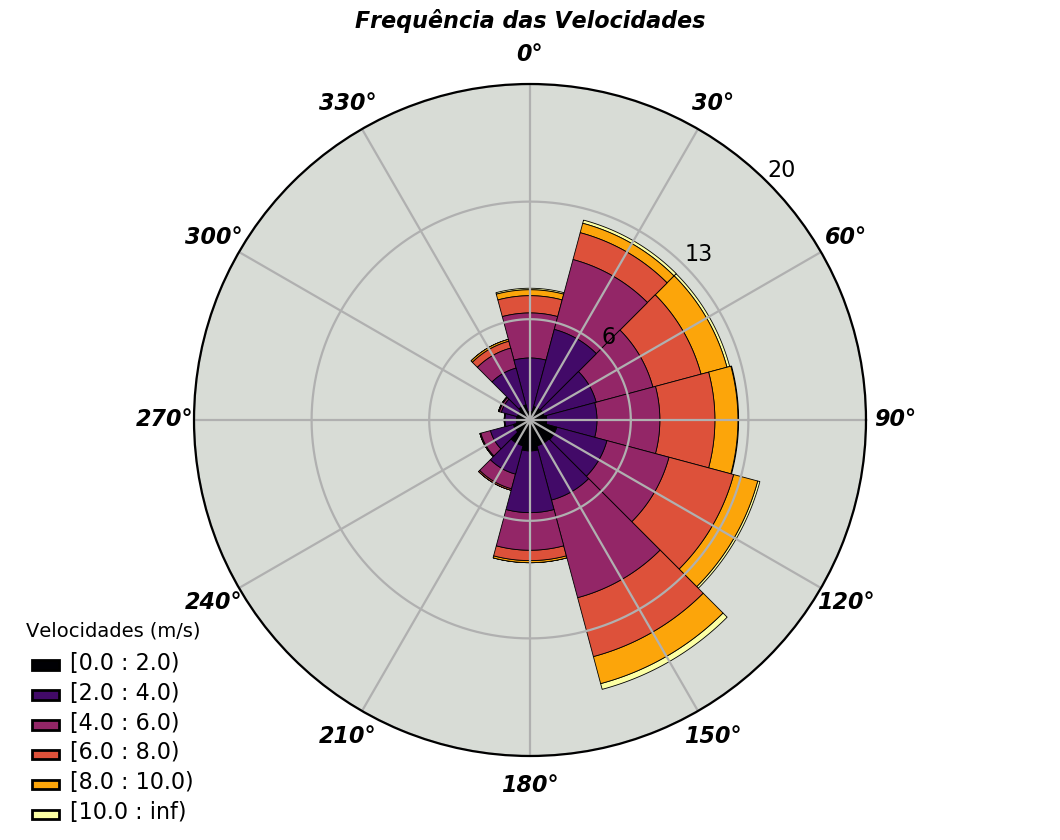 Frequência das Velocidades
0°
330°
30°
20
300°
60°
13
6
270°
90°
240°
120°
210°
150°
180°
Velocidades (m/s)
[0.0 : 2.0)
[2.0 : 4.0)
[4.0 : 6.0)
[6.0 : 8.0)
[8.0 : 10.0)
[10.0 : inf)